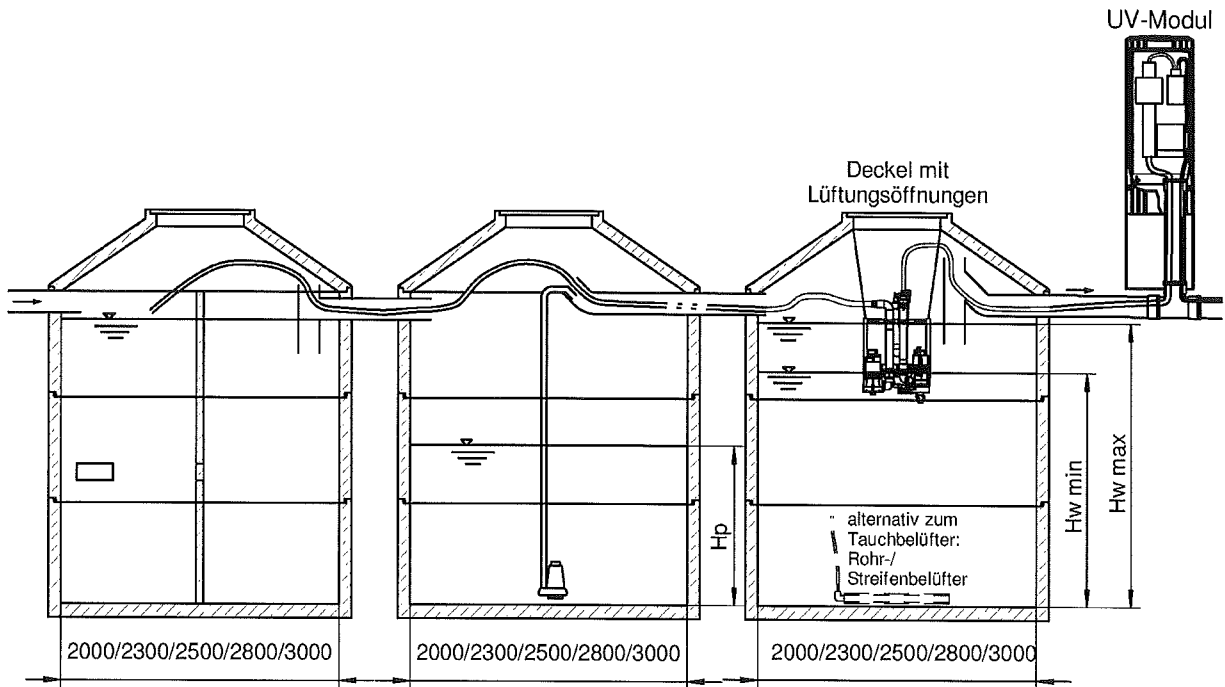 UV-Modul
Deckel mit
Lüftungsöffnungen
Hp
alternativ zum
Tauchbelüfter:
Rohr-/
Streifenbelüfter
Hw min
Hw max
2000/2300/2500/2800/3000
2000/2300/2500/2800/3000
2000/2300/2500/2800/3000